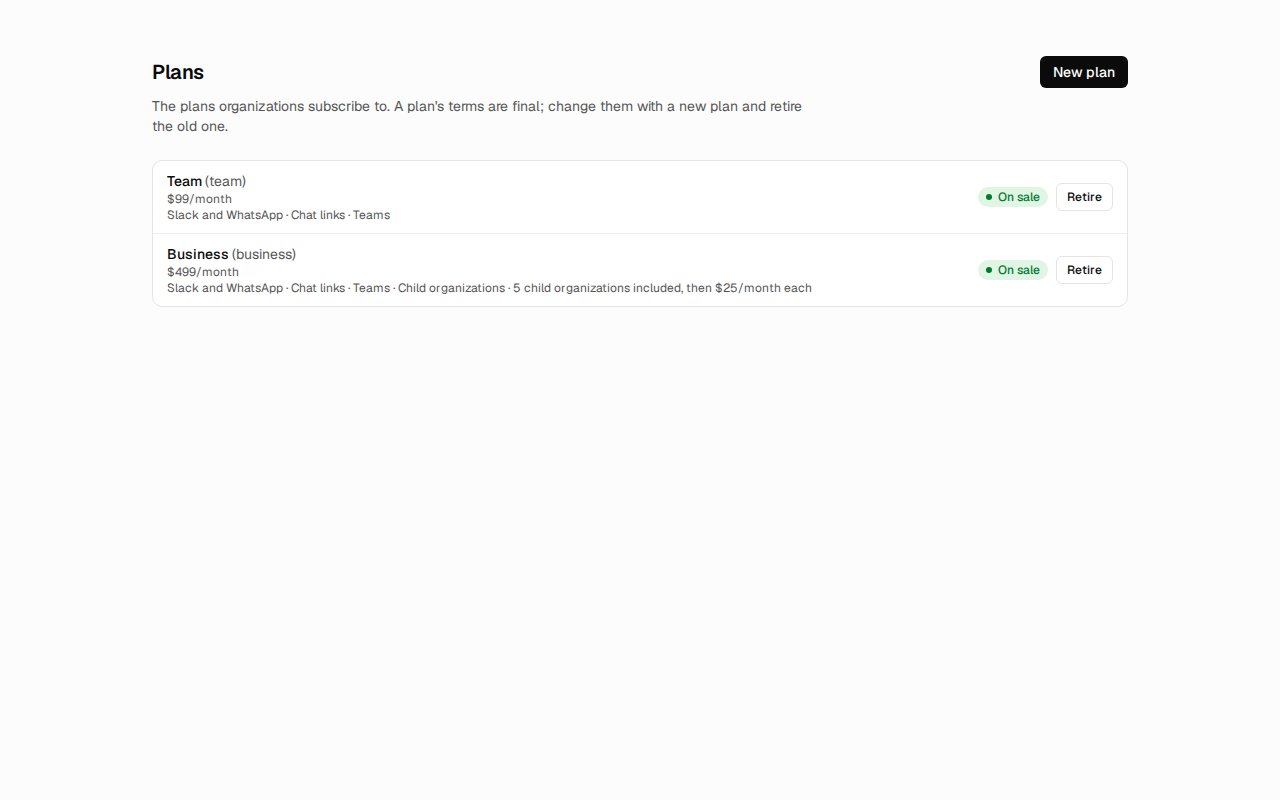 Plans
New plan
The plans organizations subscribe to. A plan's terms are final; change them with a new plan and retire
the old one.
Team (team)
$99/month
Slack and WhatsApp · Chat links · Teams
On sale
Retire
Business (business)
$499/month
Slack and WhatsApp · Chat links · Teams · Child organizations · 5 child organizations included, then $25/month each
On sale
Retire